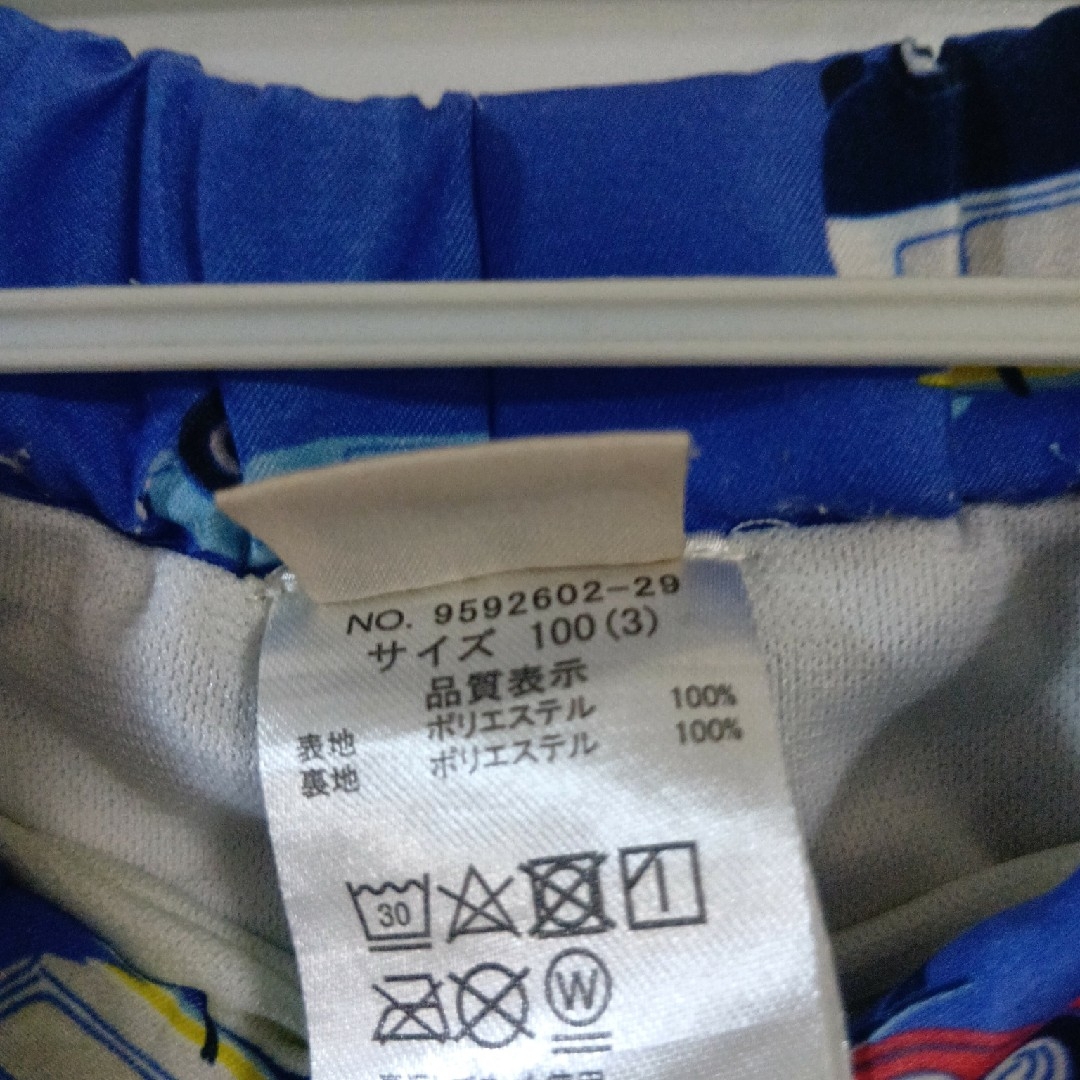 NO. 9592602-29
サイズ 100(3)
品質表示
表地 ポリエステル 100%
裏地 ポリエステル 100%
30
W